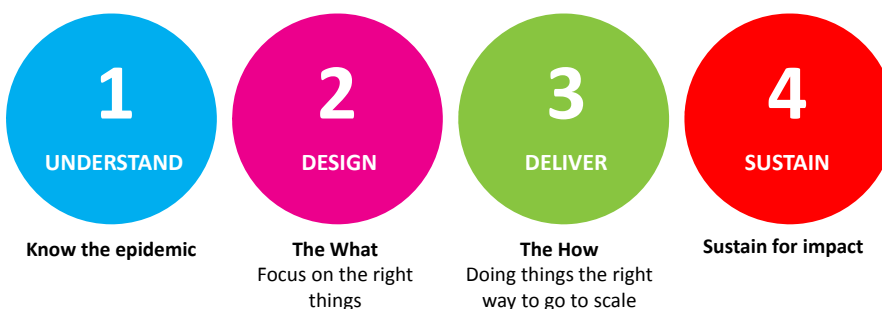 1
UNDERSTAND
Know the epidemic
2
DESIGN
The What
Focus on the right
things
3
DELIVER
The How
Doing things the right
way to go to scale
4
SUSTAIN
Sustain for impact